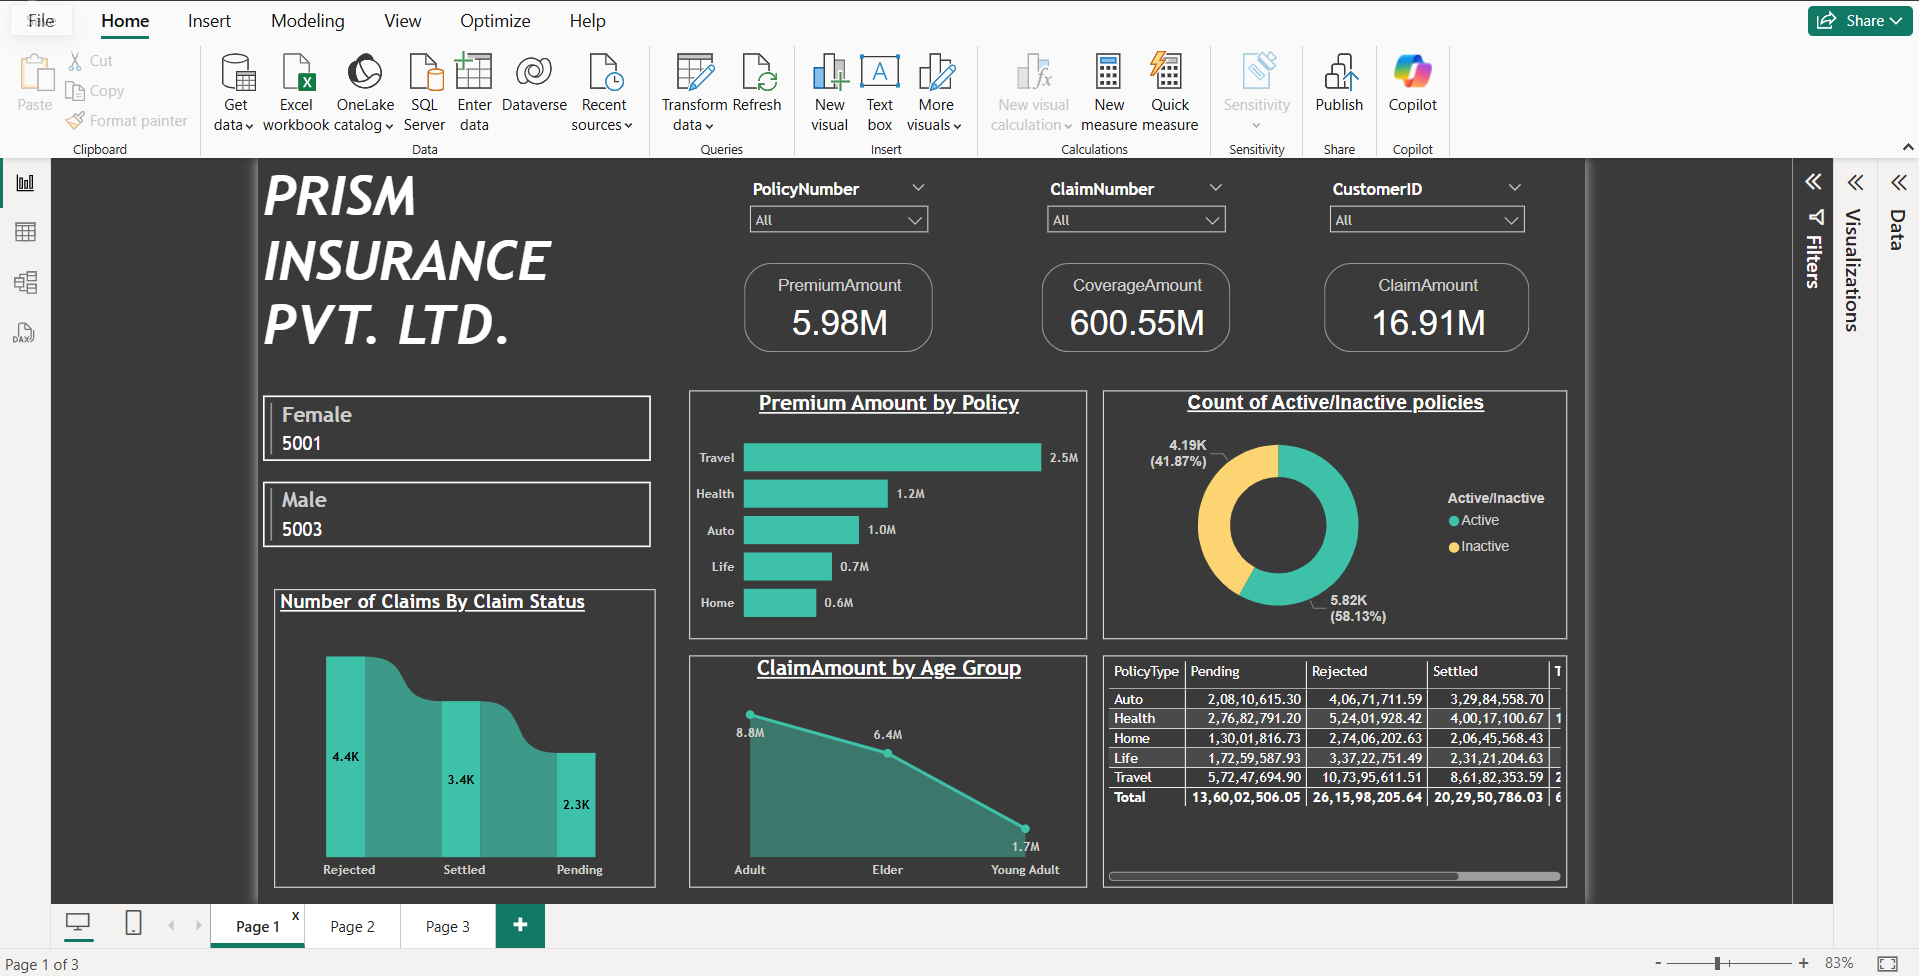 File
Home
Insert
Modeling
View
Optimize
Help
Share
Paste
Cut
Copy
Format painter
Clipboard
Get data
Excel workbook
OneLake catalog
SQL Server
Enter data
Dataverse
Recent sources
Data
Transform data
Refresh
Queries
New visual
Text box
More visuals
Insert
New visual calculation
New measure
Quick measure
Calculations
Sensitivity
Sensitivity
Publish
Share
Copilot
Copilot
DAX
PRISM
INSURANCE
PVT. LTD.
PolicyNumber
All
ClaimNumber
All
CustomerID
All
PremiumAmount
5.98M
CoverageAmount
600.55M
ClaimAmount
16.91M
Filters
Visualizations
Data
Female
5001
Male
5003
Number of Claims By Claim Status
4.4K
3.4K
2.3K
Rejected Settled Pending
Premium Amount by Policy
Travel 2.5M
Health 1.2M
Auto 1.0M
Life 0.7M
Home 0.6M
Count of Active/Inactive policies
4.19K
(41.87%)
5.82K
(58.13%)
Active/Inactive
Active
Inactive
ClaimAmount by Age Group
8.8M
6.4M
1.7M
Adult Elder Young Adult
PolicyType Pending Rejected Settled T
Auto 2,08,10,615.30 4,06,71,711.59 3,29,84,558.70
Health 2,76,82,791.20 5,24,01,928.42 4,00,17,100.67 1
Home 1,30,01,816.73 2,74,06,202.63 2,06,45,568.43
Life 1,72,59,587.93 3,37,22,751.49 2,31,21,204.63
Travel 5,72,47,694.90 10,73,95,611.51 8,61,82,353.59 2
Total 13,60,02,506.05 26,15,98,205.64 20,29,50,786.03 6
Page 1 x
Page 2
Page 3
+
Page 1 of 3
- + 83%